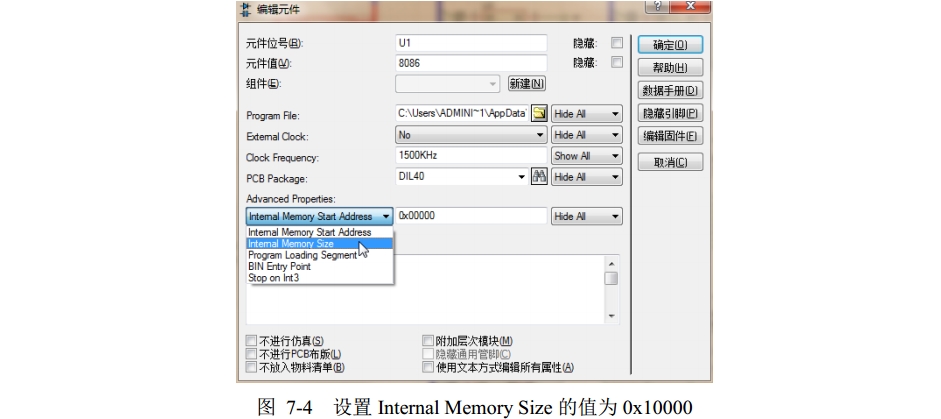 编辑元件
元件位号(R): U1 隐藏:
元件值(V): 8086 隐藏:
组件(E): 新建(N)
Program File: C:\Users\ADMINI~1\AppData\ Hide All
External Clock: No Hide All
Clock Frequency: 1500KHz Show All
PCB Package: DIL40 Hide All
Advanced Properties:
Internal Memory Start Address 0x00000 Hide All
Internal Memory Start Address
Internal Memory Size
Program Loading Segment
BIN Entry Point
Stop on Int3
不进行仿真(S) 附加层次模块(M)
不进行PCB布版(L) 隐藏通用管脚(C)
不放入物料清单(B) 使用文本方式编辑所有属性(A)
确定(O)
帮助(H)
数据手册(D)
隐藏引脚(P)
编辑固件(F)
取消(C)
图 7-4 设置 Internal Memory Size 的值为 0x10000